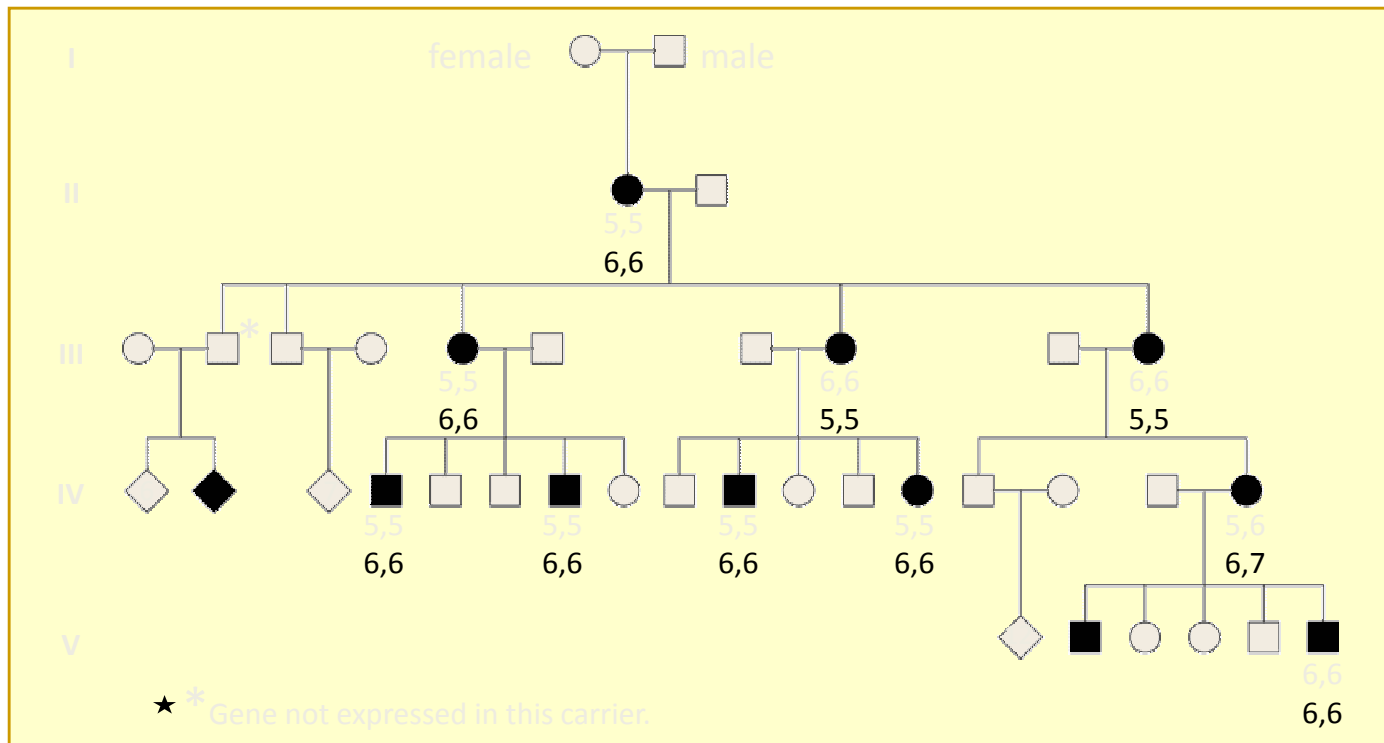 I female male
II
5,5
6,6
*
III
5,5 6,6 6,6
6,6 5,5 5,5
IV
5,5 5,5 5,5 5,5 5,6
6,6 6,6 6,6 6,6 6,7
V
6,6
★ * Gene not expressed in this carrier.
6,6